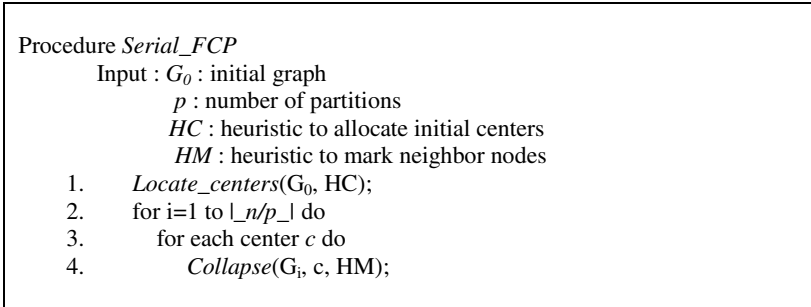 Procedure Serial_FCP
Input : G0 : initial graph
p : number of partitions
HC : heuristic to allocate initial centers
HM : heuristic to mark neighbor nodes
1. Locate_centers(G0, HC);
2. for i=1 to |_n/p_| do
3. for each center c do
4. Collapse(Gi, c, HM);